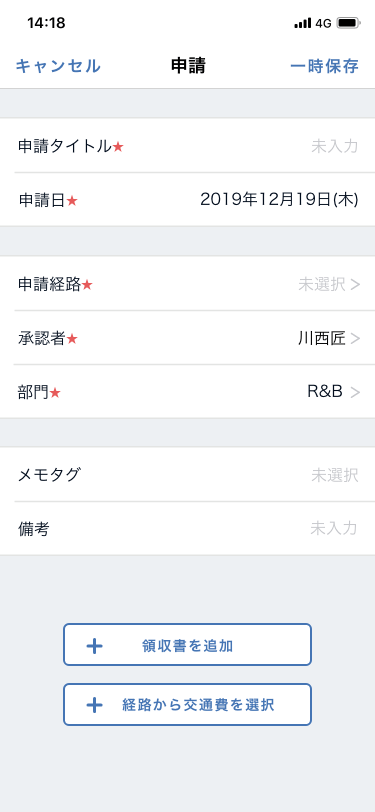 14:18 4G
キャンセル 申請 一時保存
申請タイトル★ 未入力
申請日★ 2019年12月19日(木)
申請経路★ 未選択 >
承認者★ 川西匠 >
部門★ R&B >
メモタグ 未選択
備考 未入力
+ 領収書を追加
+ 経路から交通費を選択